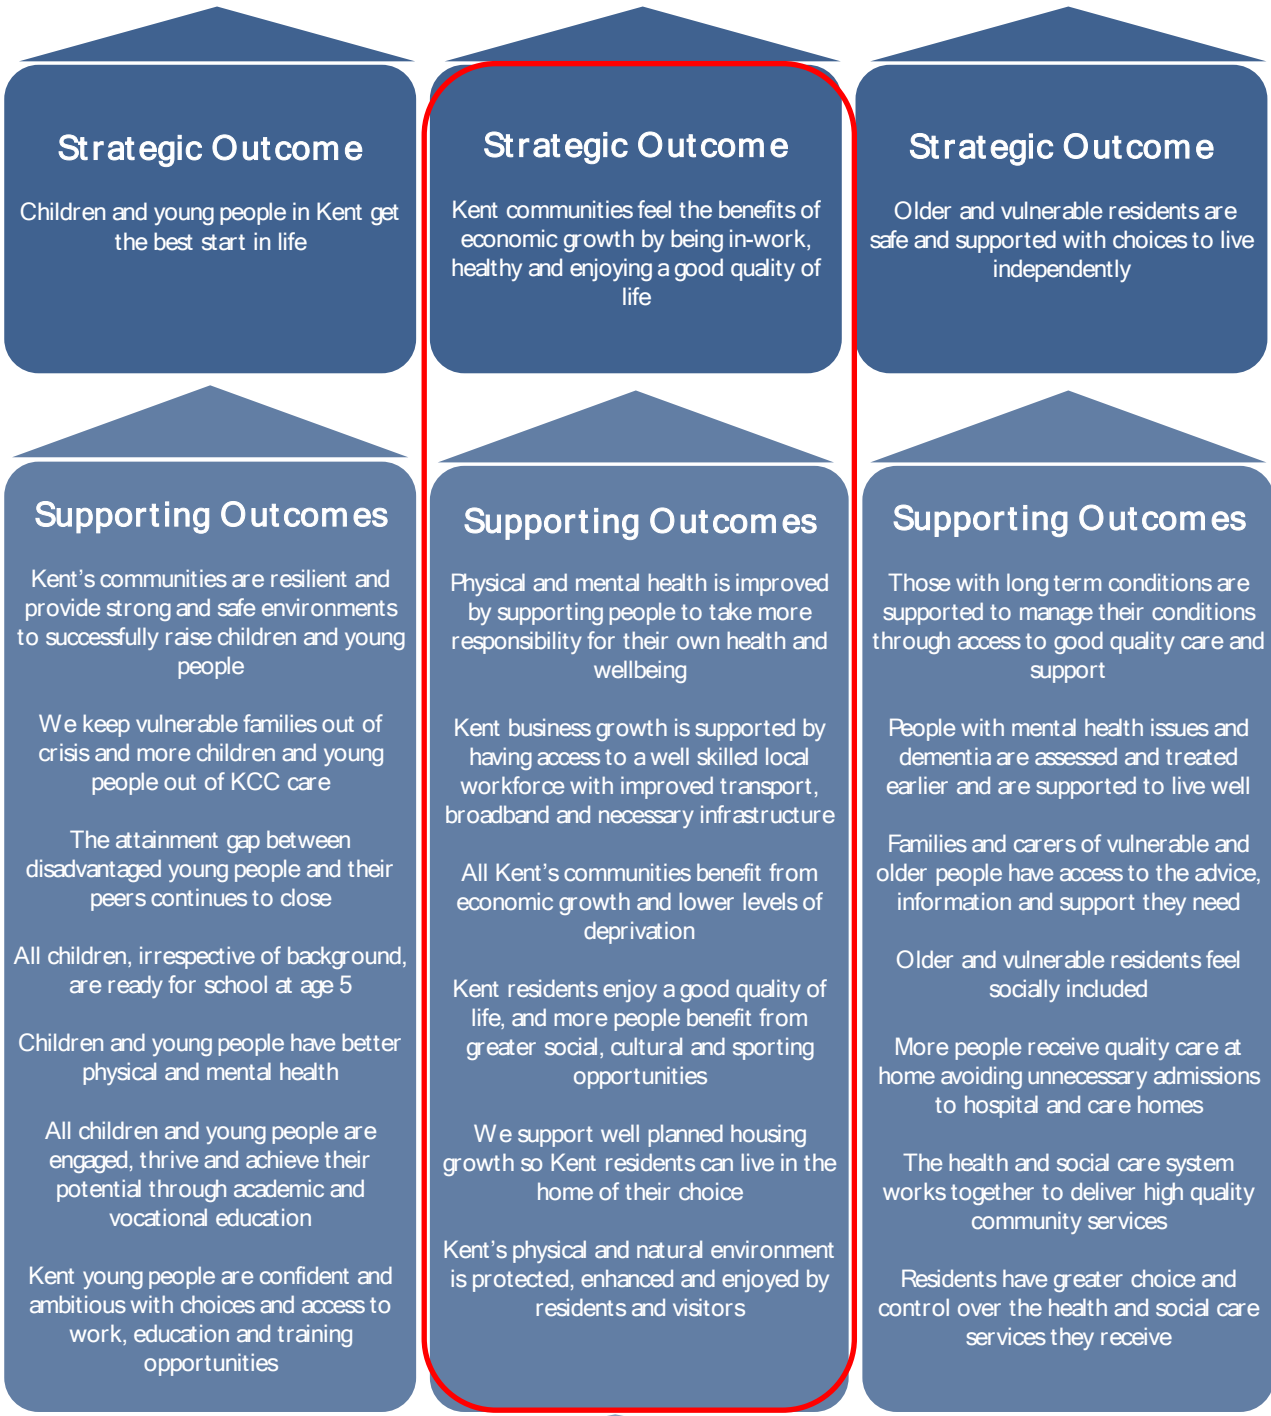 Strategic Outcome
Children and young people in Kent get
the best start in life
Strategic Outcome
Kent communities feel the benefits of
economic growth by being in-work,
healthy and enjoying a good quality of
life
Strategic Outcome
Older and vulnerable residents are
safe and supported with choices to live
independently
Supporting Outcomes
Kent's communities are resilient and
provide strong and safe environments
to successfully raise children and young
people
We keep vulnerable families out of
crisis and more children and young
people out of KCC care
The attainment gap between
disadvantaged young people and their
peers continues to close
All children, irrespective of background,
are ready for school at age 5
Children and young people have better
physical and mental health
All children and young people are
engaged, thrive and achieve their
potential through academic and
vocational education
Kent young people are confident and
ambitious with choices and access to
work, education and training
opportunities
Supporting Outcomes
Physical and mental health is improved
by supporting people to take more
responsibility for their own health and
wellbeing
Kent business growth is supported by
having access to a well skilled local
workforce with improved transport,
broadband and necessary infrastructure
All Kent's communities benefit from
economic growth and lower levels of
deprivation
Kent residents enjoy a good quality of
life, and more people benefit from
greater social, cultural and sporting
opportunities
We support well planned housing
growth so Kent residents can live in the
home of their choice
Kent's physical and natural environment
is protected, enhanced and enjoyed by
residents and visitors
Supporting Outcomes
Those with long term conditions are
supported to manage their conditions
through access to good quality care and
support
People with mental health issues and
dementia are assessed and treated
earlier and are supported to live well
Families and carers of vulnerable and
older people have access to the advice,
information and support they need
Older and vulnerable residents feel
socially included
More people receive quality care at
home avoiding unnecessary admissions
to hospital and care homes
The health and social care system
works together to deliver high quality
community services
Residents have greater choice and
control over the health and social care
services they receive